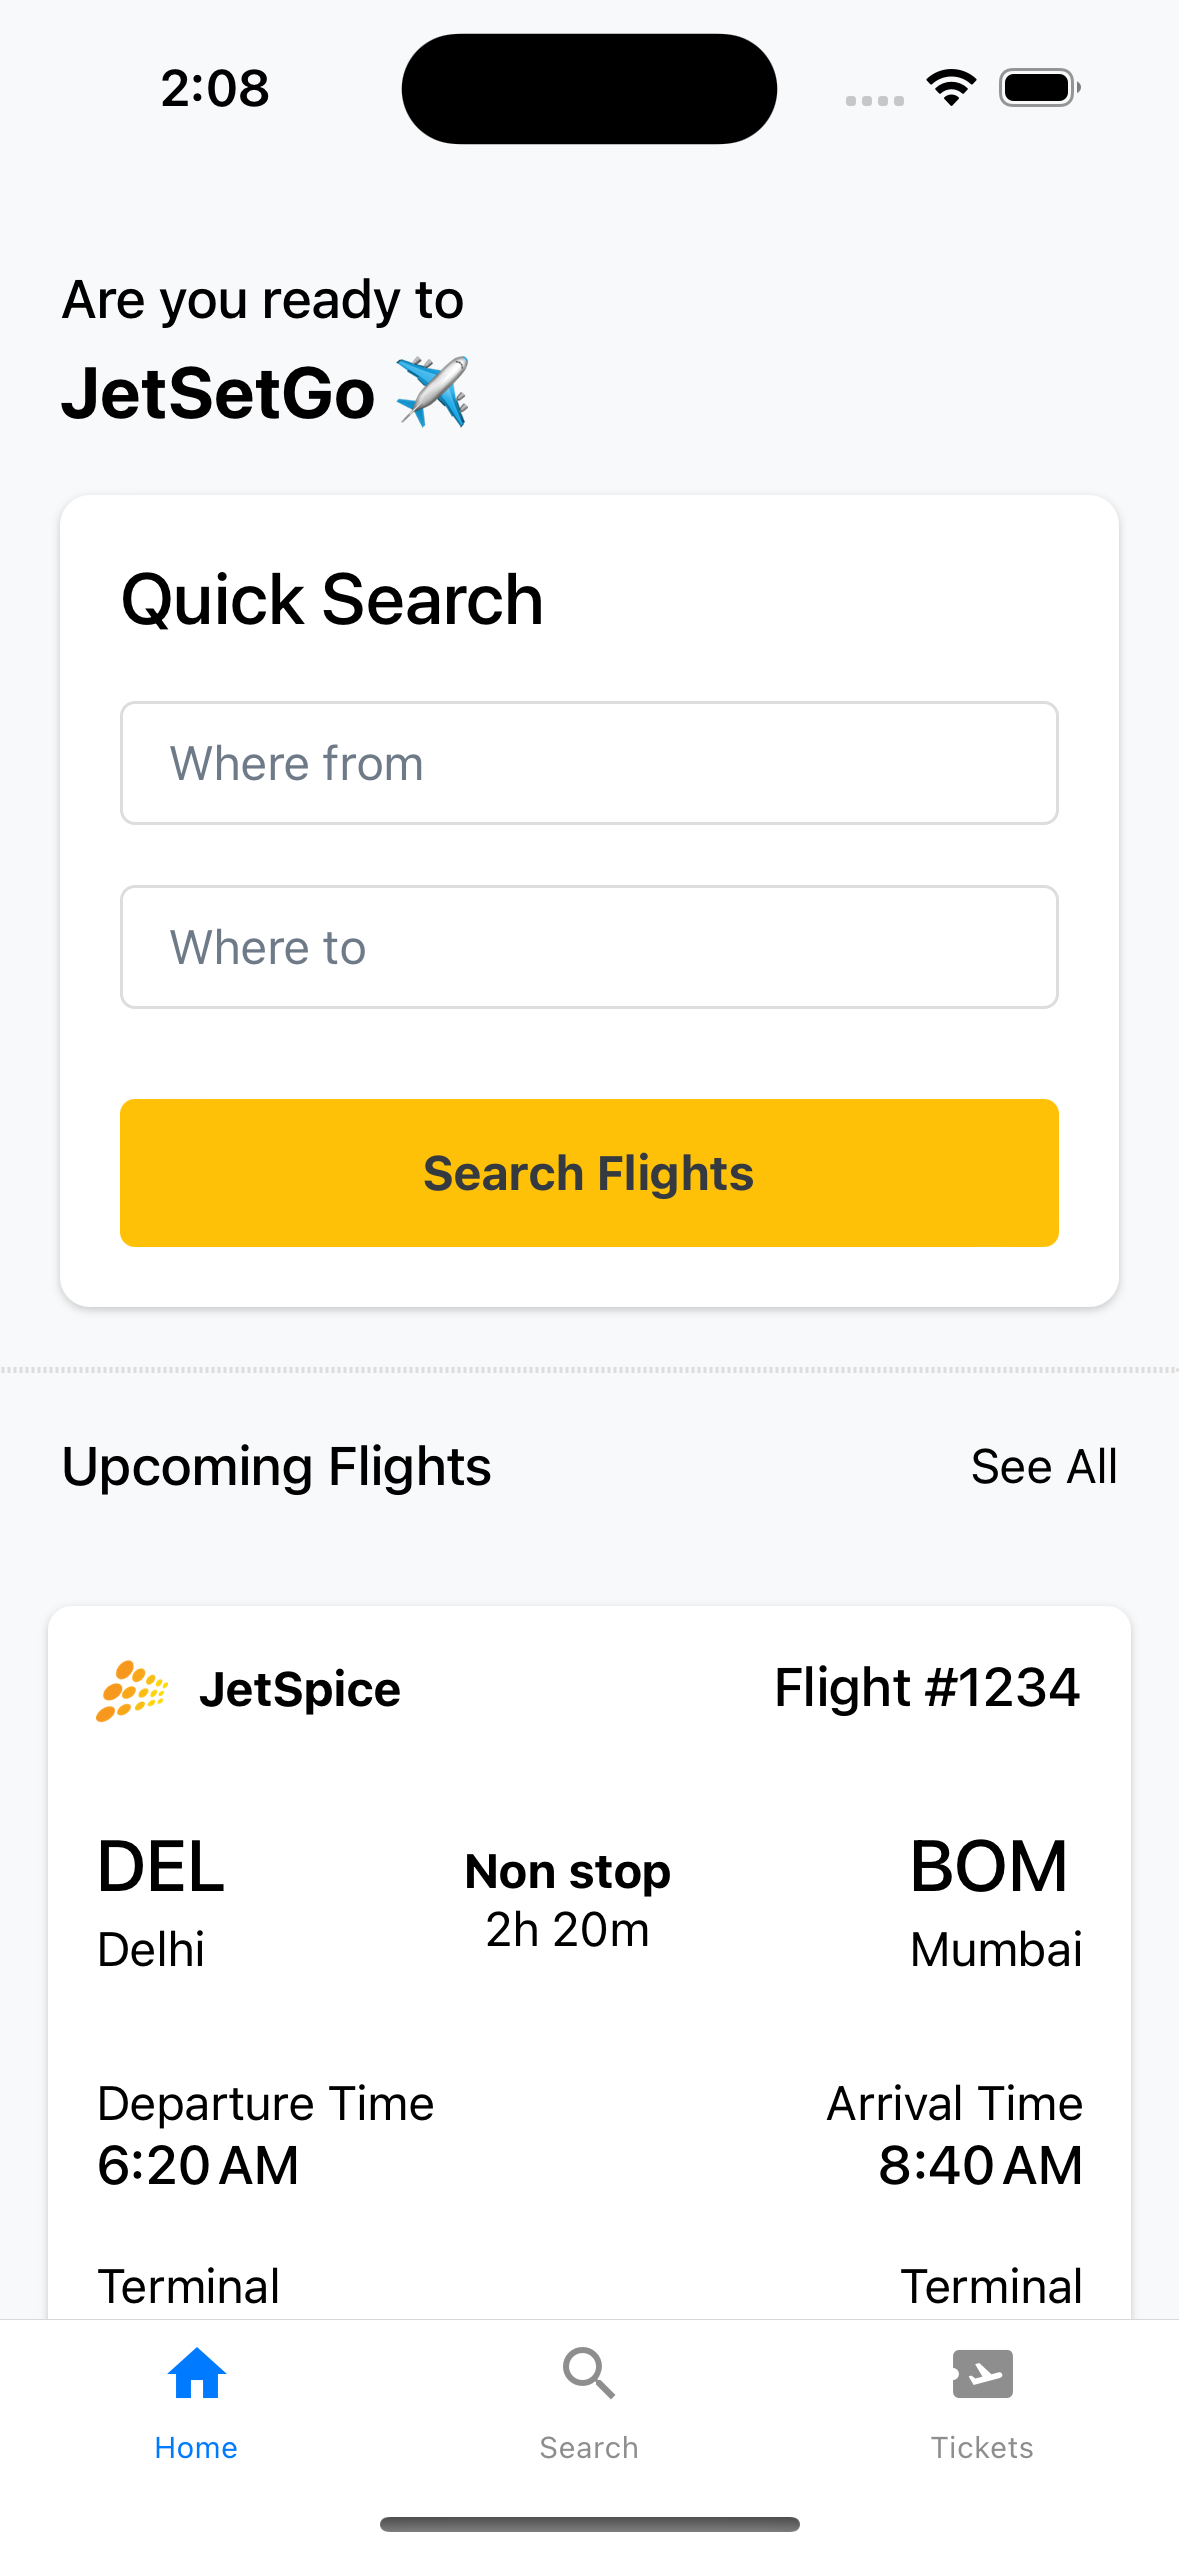 2:08
Are you ready to
JetSetGo ✈️
Quick Search
Where from
Where to
Search Flights
Upcoming Flights See All
JetSpice Flight #1234
DEL Non stop BOM
Delhi 2h 20m Mumbai
Departure Time Arrival Time
6:20 AM 8:40 AM
Terminal Terminal
Home Search Tickets